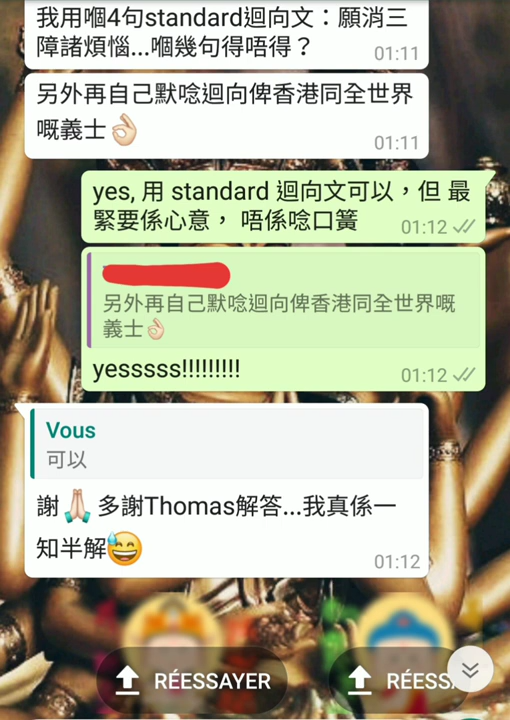 我用嗰4句standard迴向文：願消三
障諸煩惱...嗰幾句得唔得？
01:11
另外再自己默唸迴向俾香港同全世界
嘅義士👌🏻
01:11
yes, 用 standard 迴向文可以，但 最
緊要係心意， 唔係唸口簧
01:12
另外再自己默唸迴向俾香港同全世界嘅
義士👌🏻
yesssss!!!!!!!!!
01:12
Vous
可以
謝🙏🏻多謝Thomas解答...我真係一
知半解😅
01:12
RÉESSAYER
RÉESS